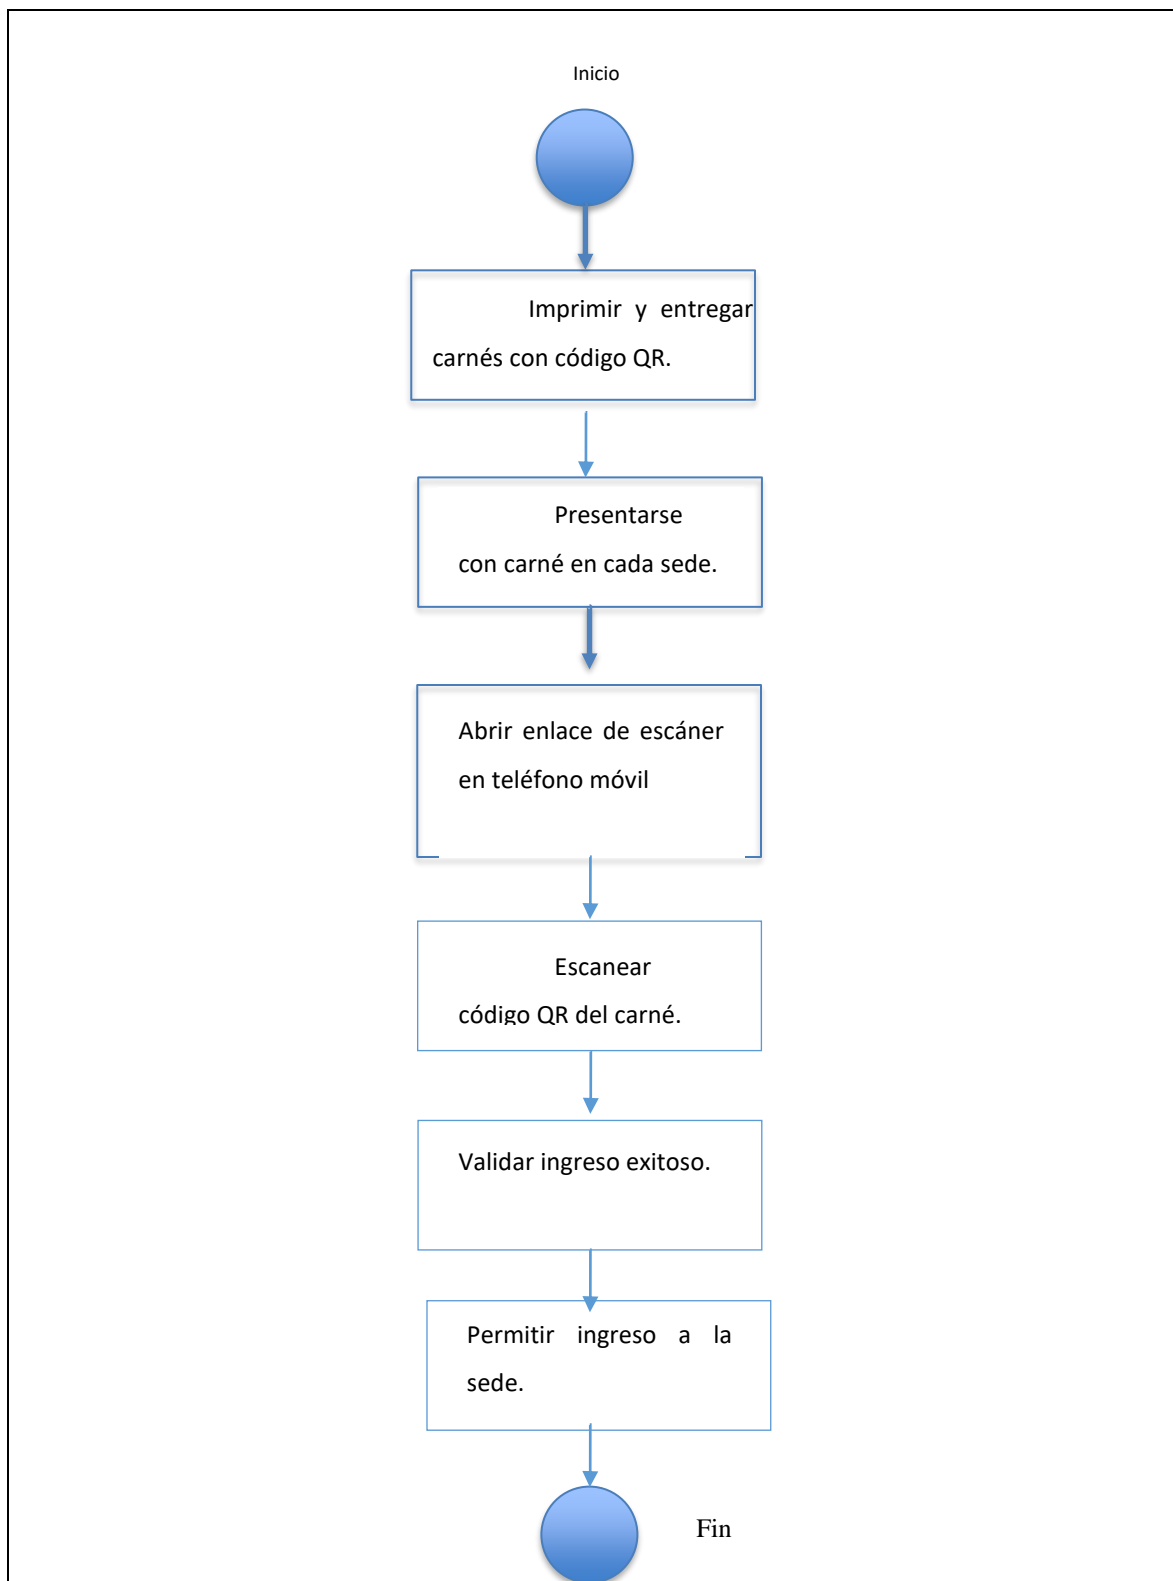 Inicio
Imprimir y entregar
carnés con código QR.
Presentarse
con carné en cada sede.
Abrir enlace de escáner
en teléfono móvil
Escanear
código QR del carné.
Validar ingreso exitoso.
Permitir ingreso a la
sede.
Fin